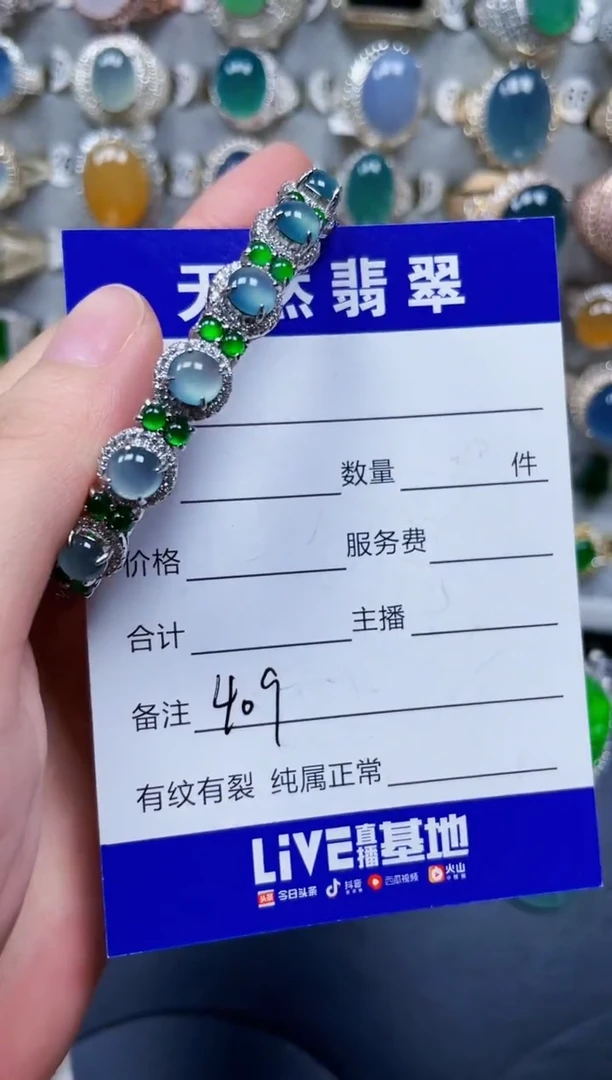 天然翡翠
数量 件
价格 服务费
合计 主播
备注 409
有纹有裂 纯属正常
LiVE直播基地
头条 今日头条 抖音 西瓜视频 火山